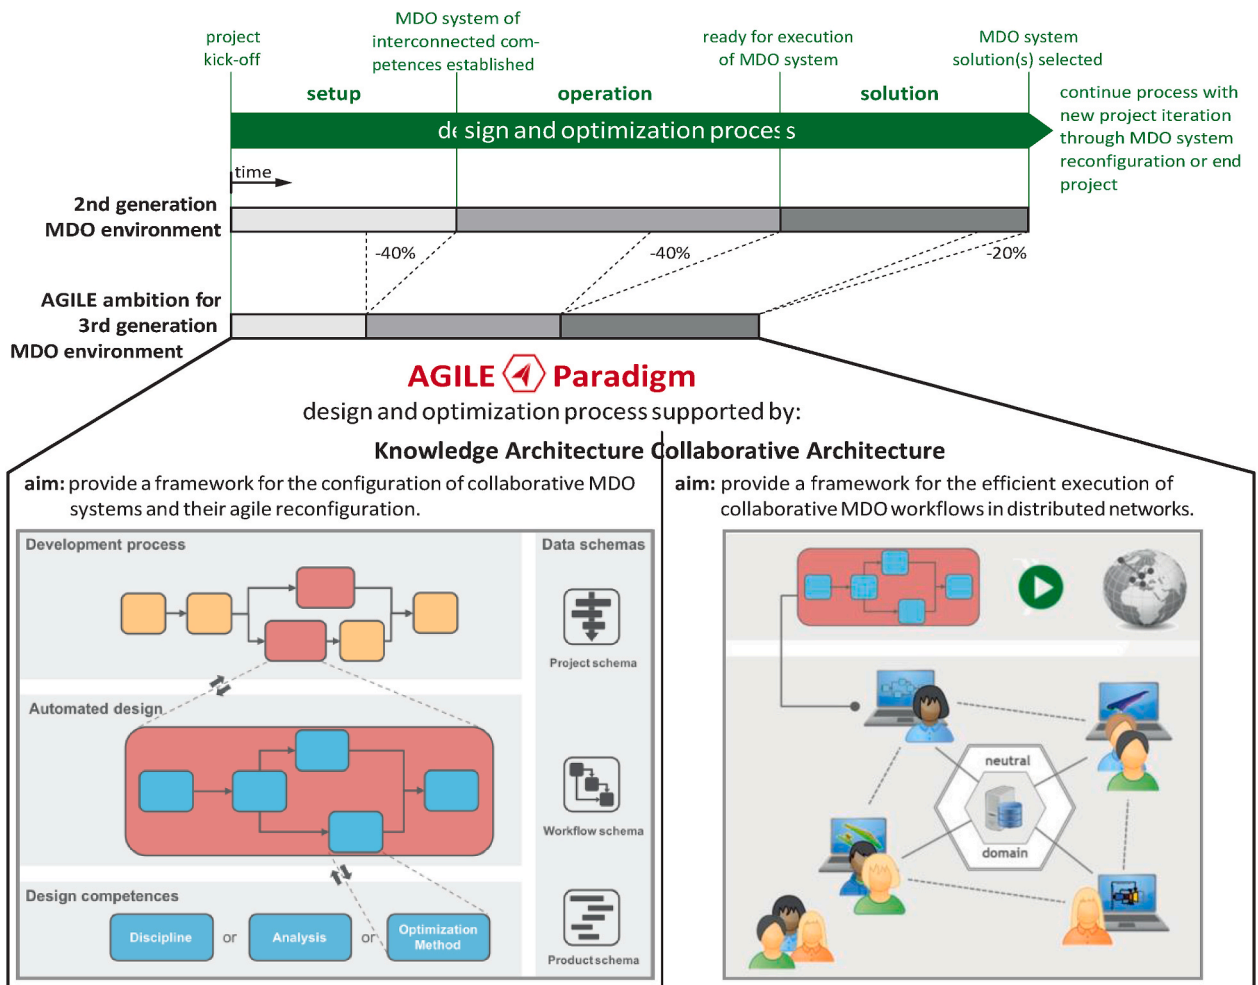 project
kick-off
MDO system of
interconnected com-
petences established
ready for execution
of MDO system
MDO system
solution(s) selected
setup
operation
solution
continue process with
new project iteration
through MDO system
reconfiguration or end
project
design and optimization process
time
2nd generation
MDO environment
-40%
-40%
-20%
AGILE ambition for
3rd generation
MDO environment
AGILE Paradigm
design and optimization process supported by:
Knowledge Architecture
Collaborative Architecture
aim: provide a framework for the configuration of collaborative MDO
systems and their agile reconfiguration.
aim: provide a framework for the efficient execution of
collaborative MDO workflows in distributed networks.
Development process
Data schemas
Project schema
Automated design
Workflow schema
Design competences
Discipline or Analysis or Optimization
Method
Product schema
neutral
domain